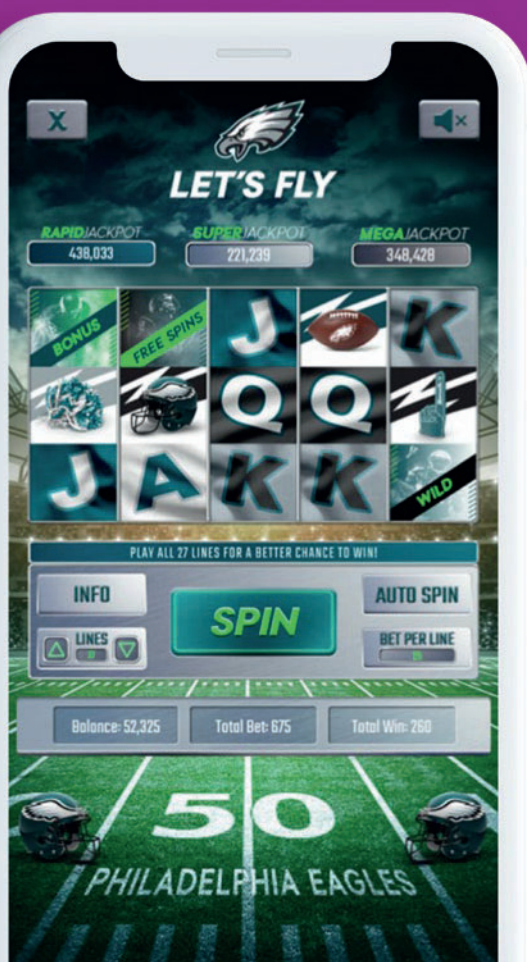 X
LET'S FLY
RAPIDJACKPOT SUPERJACKPOT MEGAJACKPOT
438,033 221,239 348,428
BONUS FREE SPINS J K
Q Q
J A K K WILD
PLAY ALL 27 LINES FOR A BETTER CHANCE TO WIN!
INFO SPIN AUTO SPIN
LINES BET PER LINE
Balance: 52,325 Total Bet: 675 Total Win: 260
50
PHILADELPHIA EAGLES